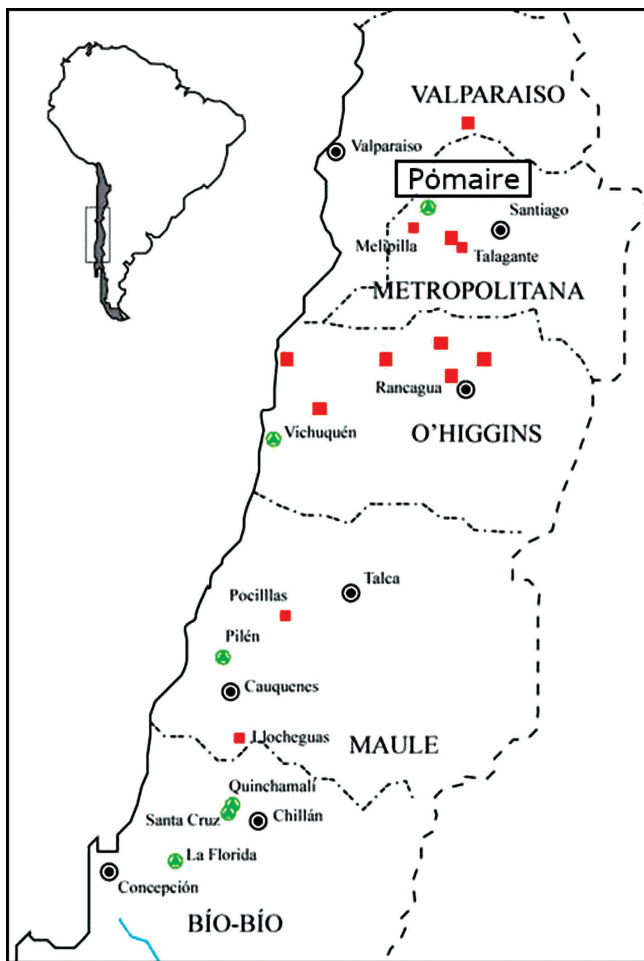 VALPARAISO
Valparaiso
Pómaire
Santiago
Melipilla
Talagante
METROPOLITANA
Rancagua
O'HIGGINS
Vichuquén
Talca
Pocilllas
Pilén
Cauquenes
Llocheguas
MAULE
Quinchamalí
Santa Cruz
Chillán
La Florida
Concepción
BÍO-BÍO